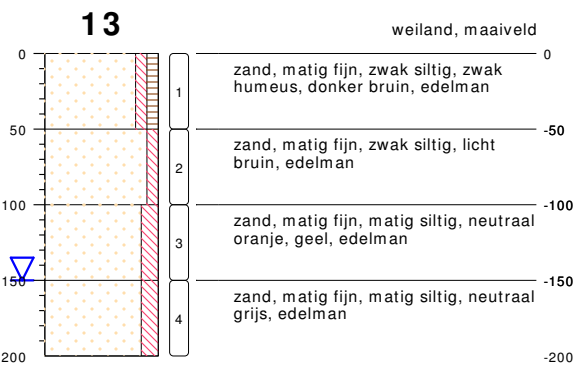 13
weiland, maaiveld
0
0
zand, matig fijn, zwak siltig, zwak
humeus, donker bruin, edelman
1
50
-50
zand, matig fijn, zwak siltig, licht
bruin, edelman
2
100
-100
zand, matig fijn, matig siltig, neutraal
oranje, geel, edelman
3
150
-150
zand, matig fijn, matig siltig, neutraal
grijs, edelman
4
200
-200